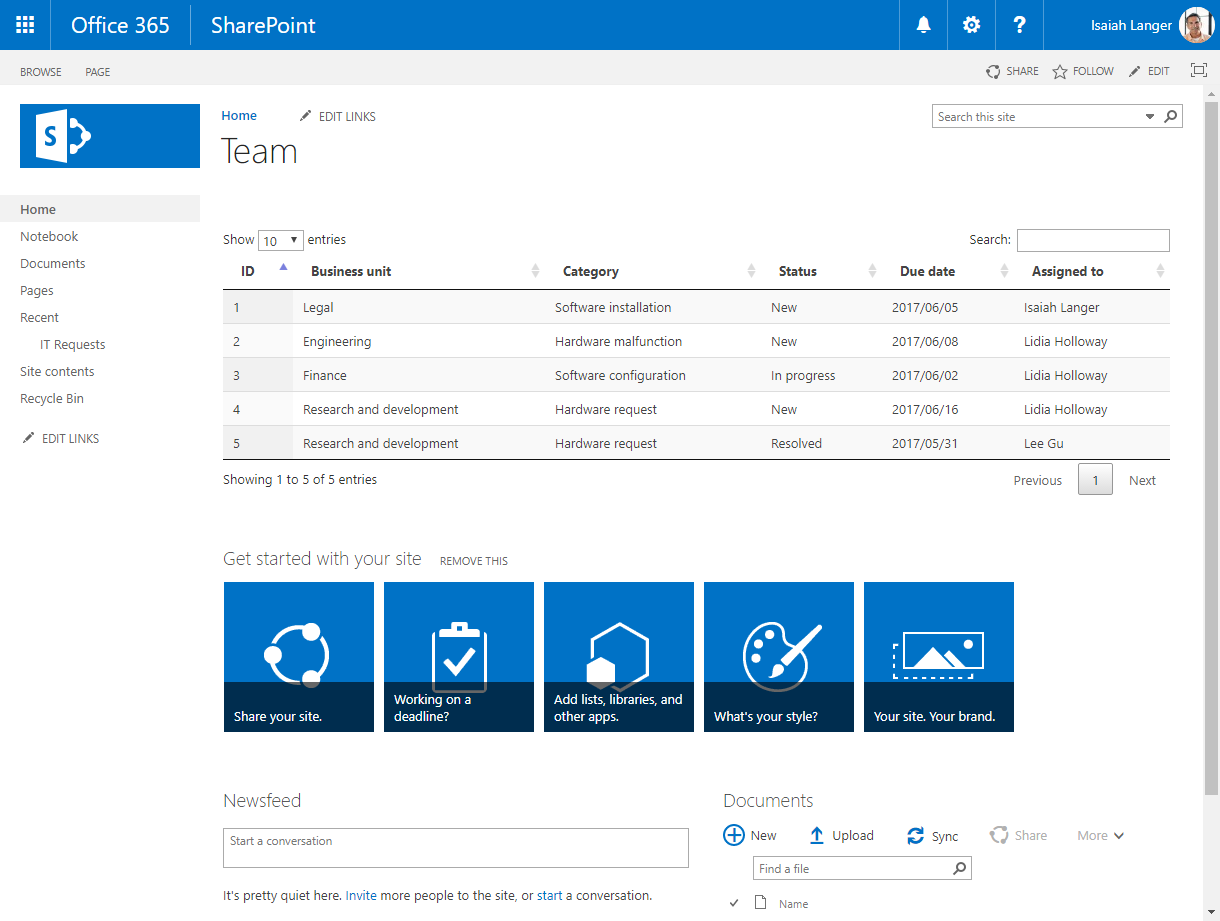 Office 365 SharePoint ? Isaiah Langer
BROWSE PAGE SHARE FOLLOW EDIT
S
Home EDIT LINKS Search this site
Team
Home
Notebook
Documents
Pages
Recent
IT Requests
Site contents
Recycle Bin
EDIT LINKS
Show 10 entries Search:
ID Business unit Category Status Due date Assigned to
1 Legal Software installation New 2017/06/05 Isaiah Langer
2 Engineering Hardware malfunction New 2017/06/08 Lidia Holloway
3 Finance Software configuration In progress 2017/06/02 Lidia Holloway
4 Research and development Hardware request New 2017/06/16 Lidia Holloway
5 Research and development Hardware request Resolved 2017/05/31 Lee Gu
Showing 1 to 5 of 5 entries Previous 1 Next
Get started with your site REMOVE THIS
Share your site.
Working on a
deadline?
Add lists, libraries, and
other apps.
What's your style?
Your site. Your brand.
Newsfeed
Start a conversation
It's pretty quiet here. Invite more people to the site, or start a conversation.
Documents
New Upload Sync Share More
Find a file
Name